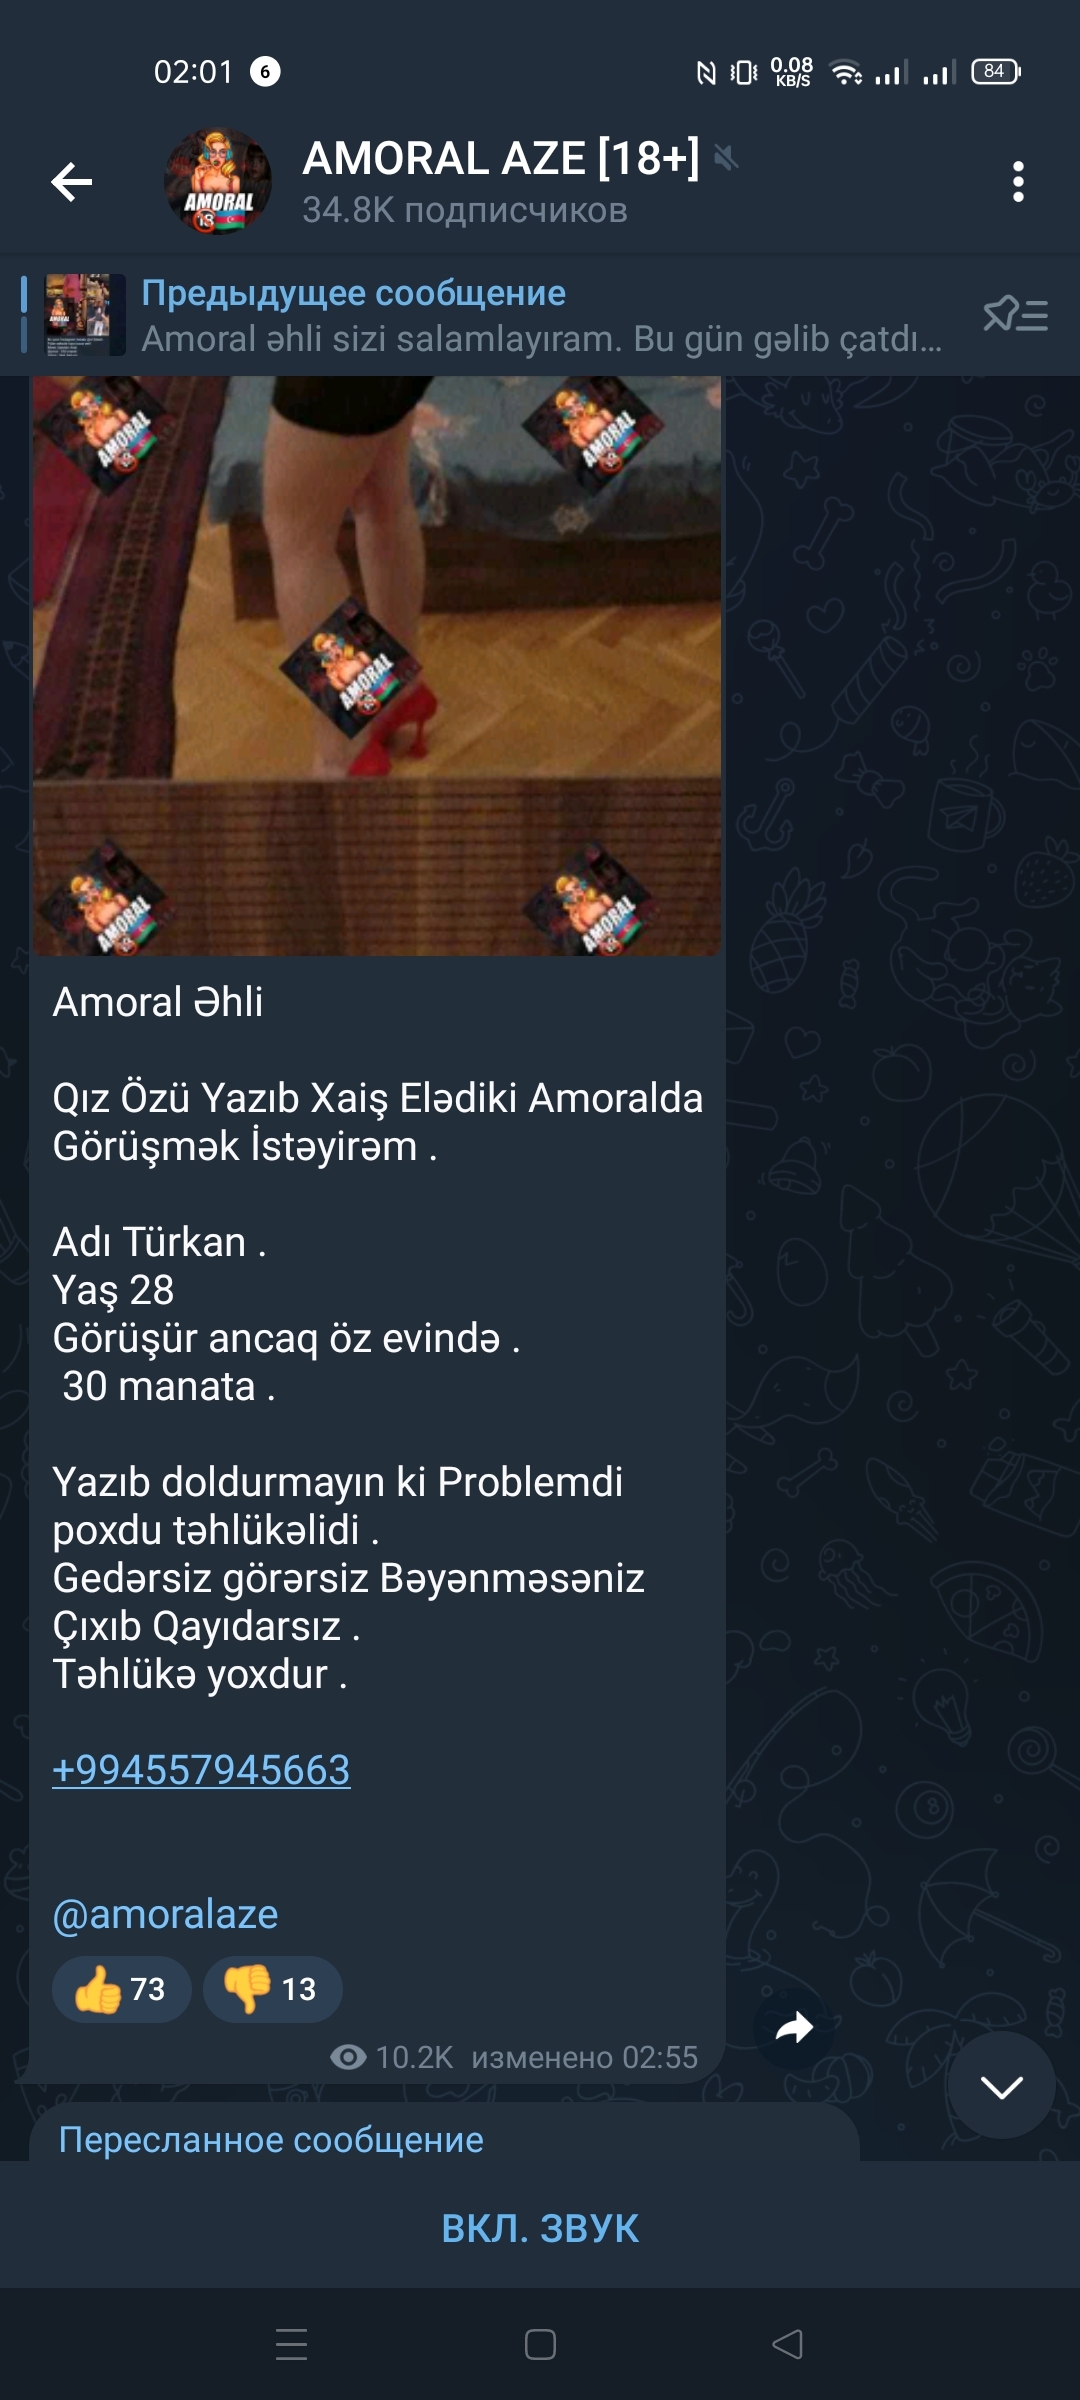 02:01 6 0.08 KB/S 84
AMORAL AZE [18+]
34.8K подписчиков
AMORAL
18
Предыдущее сообщение
Amoral əhli sizi salamlayıram. Bu gün gəlib çatdı...
AMORAL
AMORAL
AMORAL
AMORAL
AMORAL
Amoral Əhli
Qız Özü Yazıb Xaiş Elədiki Amoralda
Görüşmək İstəyirəm .
Adı Türkan .
Yaş 28
Görüşür ancaq öz evində .
30 manata .
Yazıb doldurmayın ki Problemdi
poxdu təhlükəlidi .
Gedərsiz görərsiz Bəyənməsəniz
Çıxıb Qayıdarsız .
Təhlükə yoxdur .
+994557945663
@amoralaze
73 13
10.2K изменено 02:55
Пересланное сообщение
ВКЛ. ЗВУК